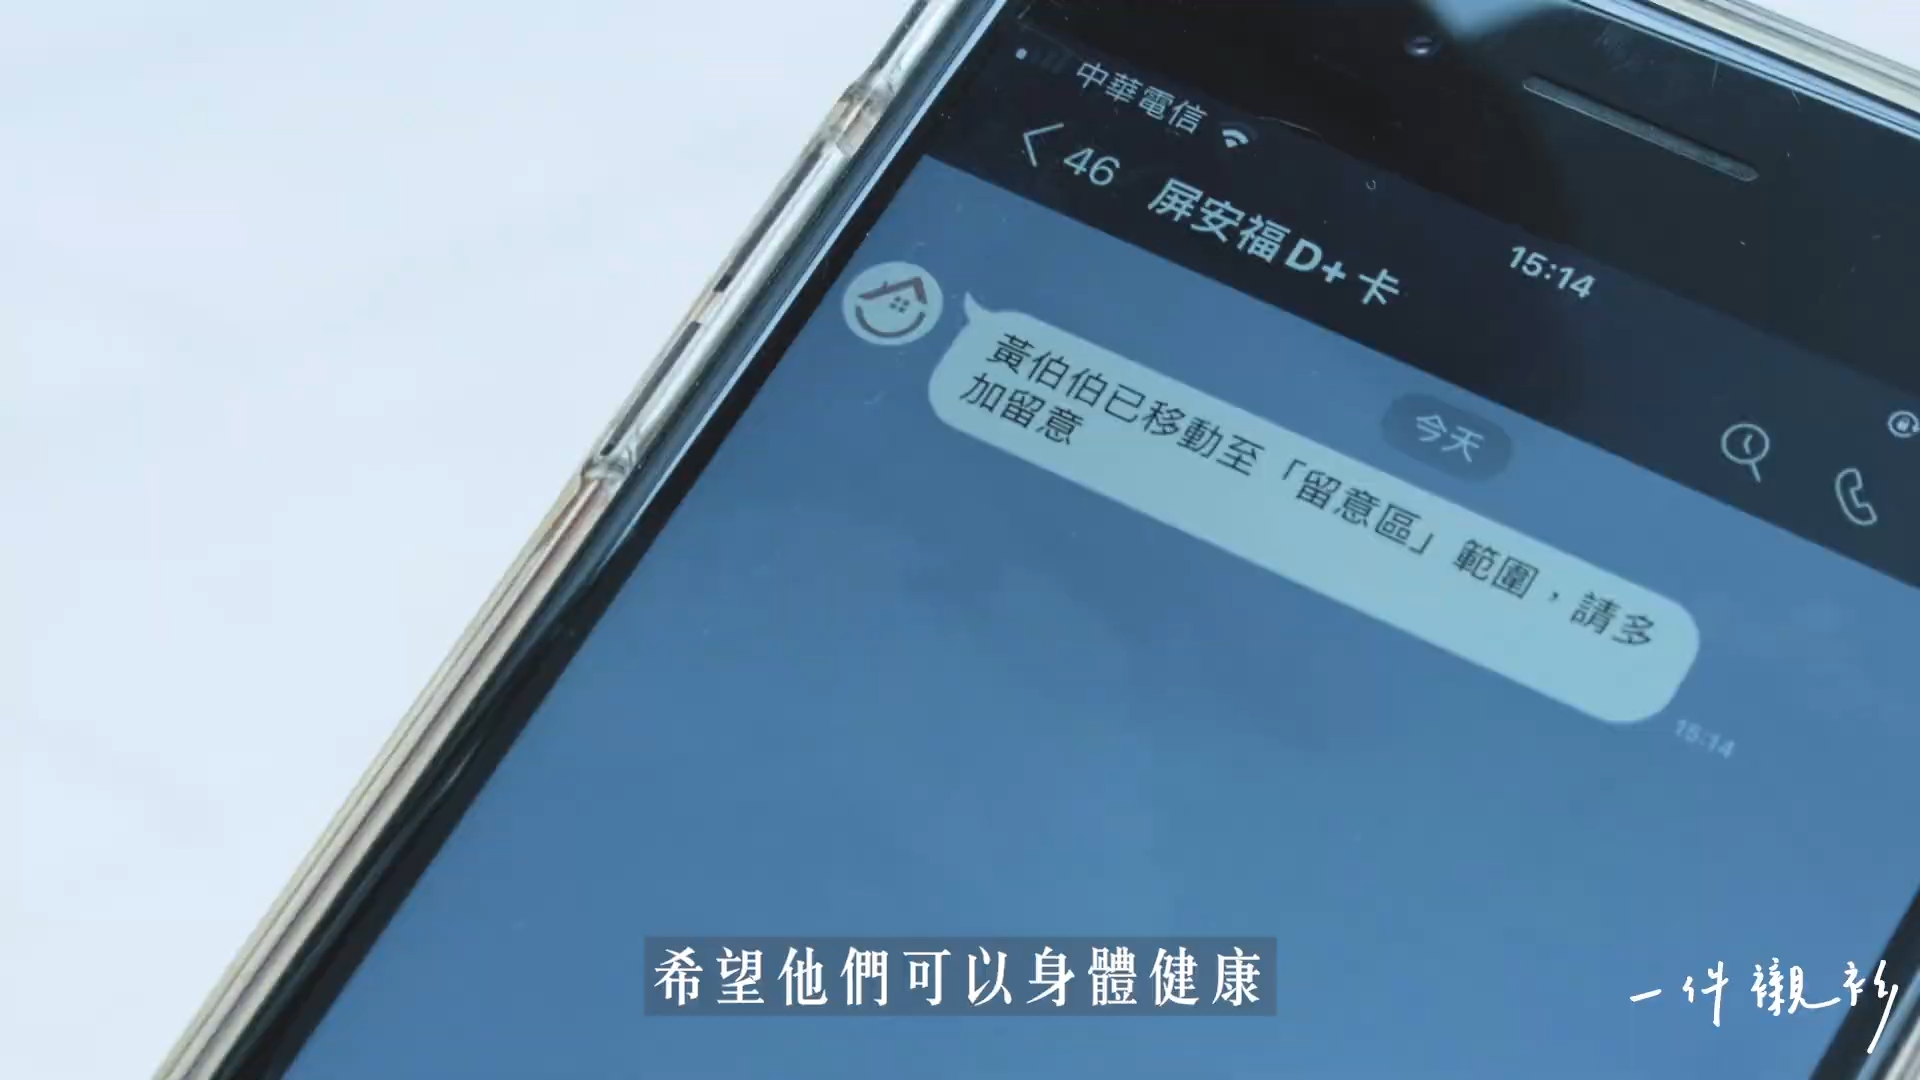 中華電信
15:14
46 屏安福D+卡
今天
黃伯伯已移動至「留意區」範圍，請多
加留意
15:14
希望他們可以身體健康
一件襯衫